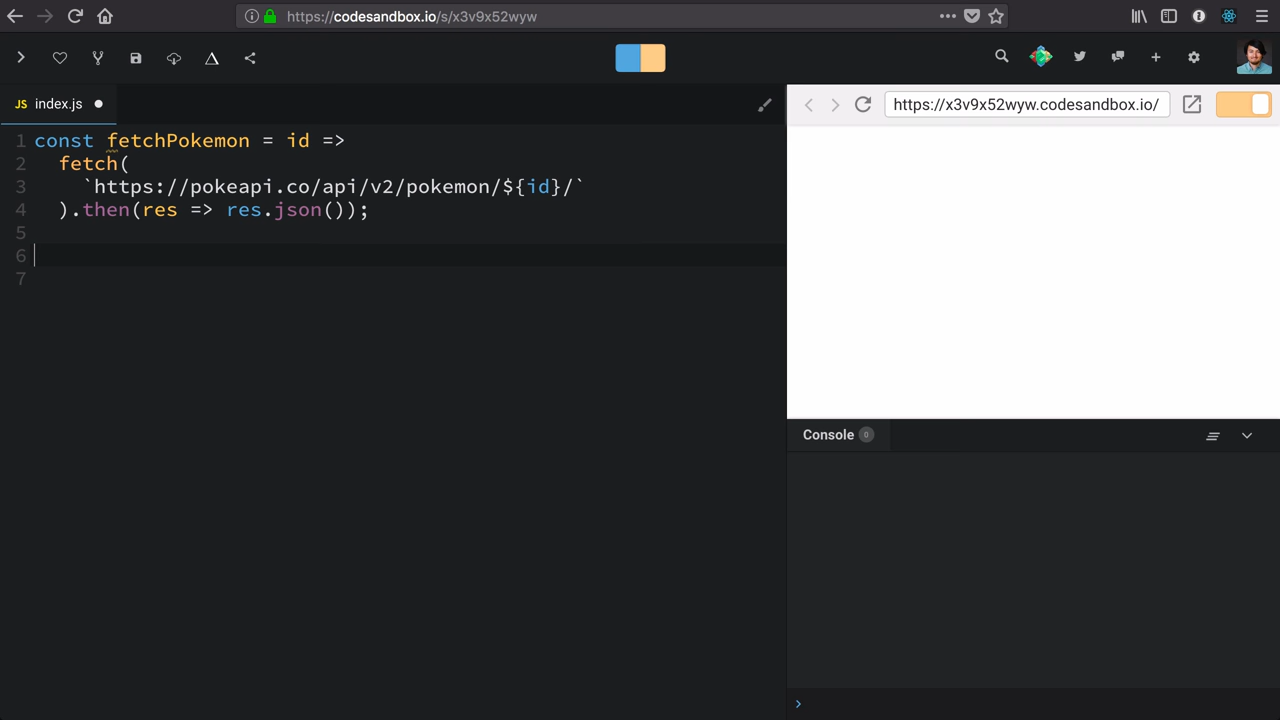 https://codesandbox.io/s/x3v9x52wyw
JS index.js
https://x3v9x52wyw.codesandbox.io/
1 const fetchPokemon = id =>
2 fetch(
3 `https://pokeapi.co/api/v2/pokemon/${id}/`
4 ).then(res => res.json());
5
6
7
Console 0